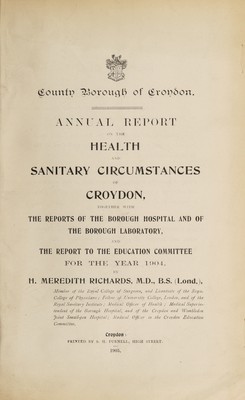 County Borough of Croydon.
ANNUAL REPORT
ON THE
HEALTH
AND
SANITARY CIRCUMSTANCES
OF
CROYDON,
TOGETHER WITH
THE REPORTS OF THE BOROUGH HOSPITAL AND OF
THE BOROUGH LABORATORY,
AND
THE REPORT TO THE EDUCATION COMMITTEE
FOR THE YEAR 1904,
BY
H. MEREDITH RICHARDS, M.D., B.S. (Lond.),
Member of the Royal College of Surgeons, and Licentiate of the Royal
College of Physicians; Fellow of University College, London, and of the
Royal Sanitary Institute; Medical Officer of Health; Medical Superin-
tendent of the Borough Hospital, and of the Croydon and Wimbledon
Joint Smallpox Hospital; Medical Officer to the Croydon Education
Committee.
Croydon:
PRINTED BY J. H. PURNELL, HIGH STREET.
1905.